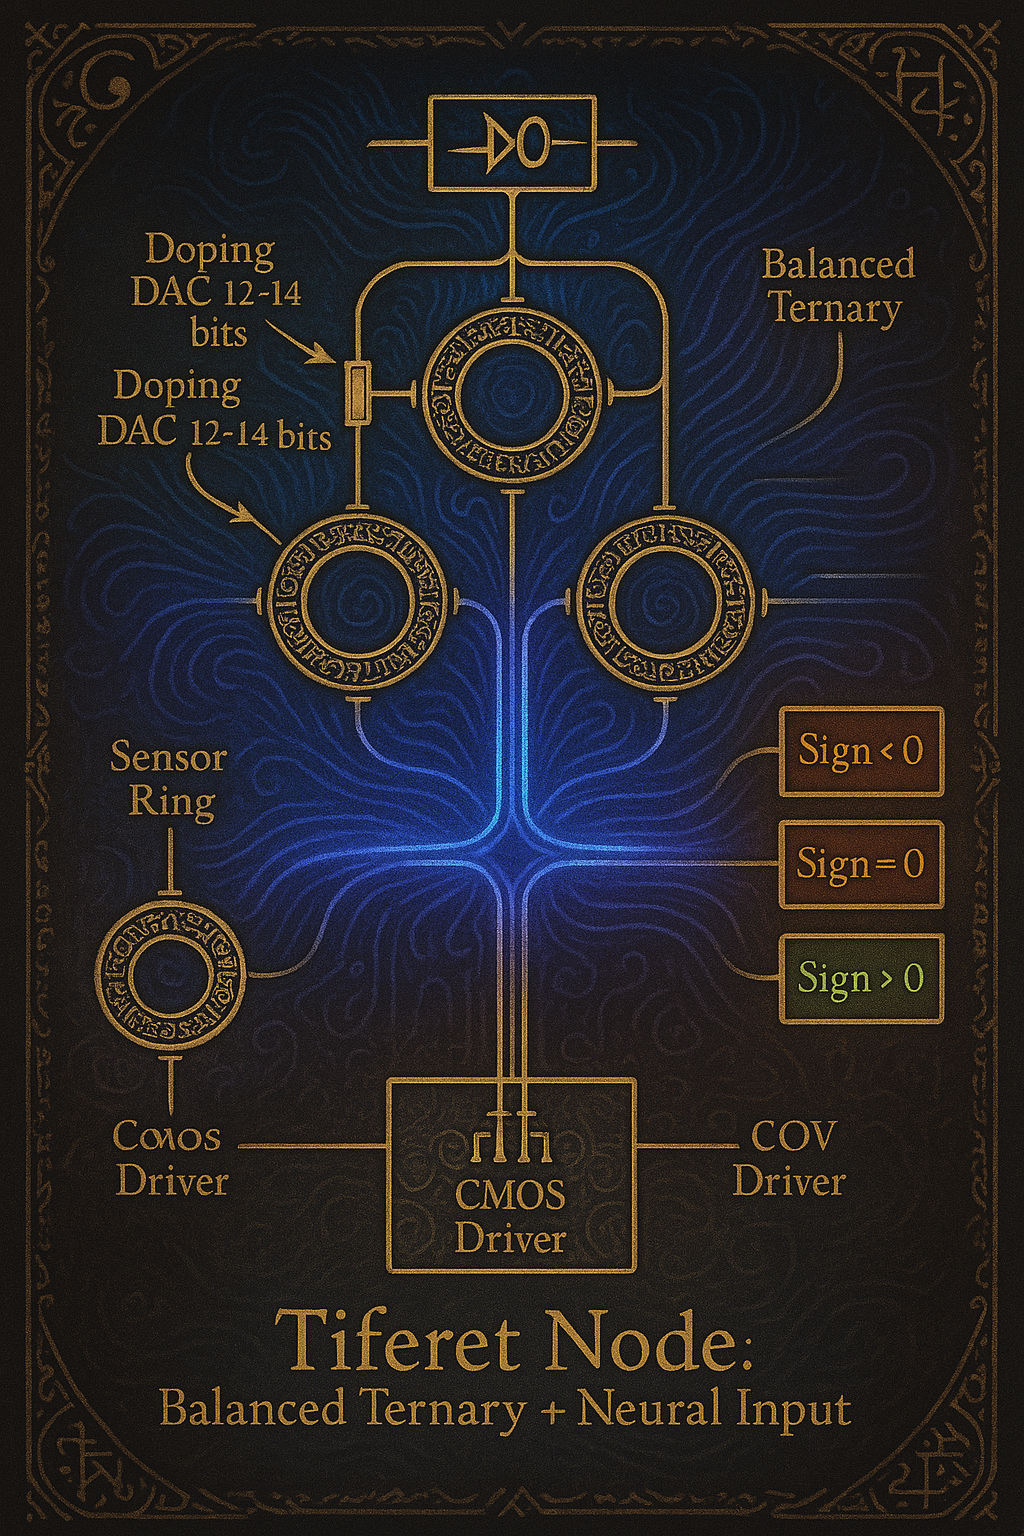 Doping
DAC 12-14
bits
Doping
DAC 12-14 bits
Balanced
Ternary
Sensor
Ring
Sign < 0
Sign = 0
Sign > 0
Driver
CMOS
Driver
COV
Driver
Tiferet Node:
Balanced Ternary + Neural Input